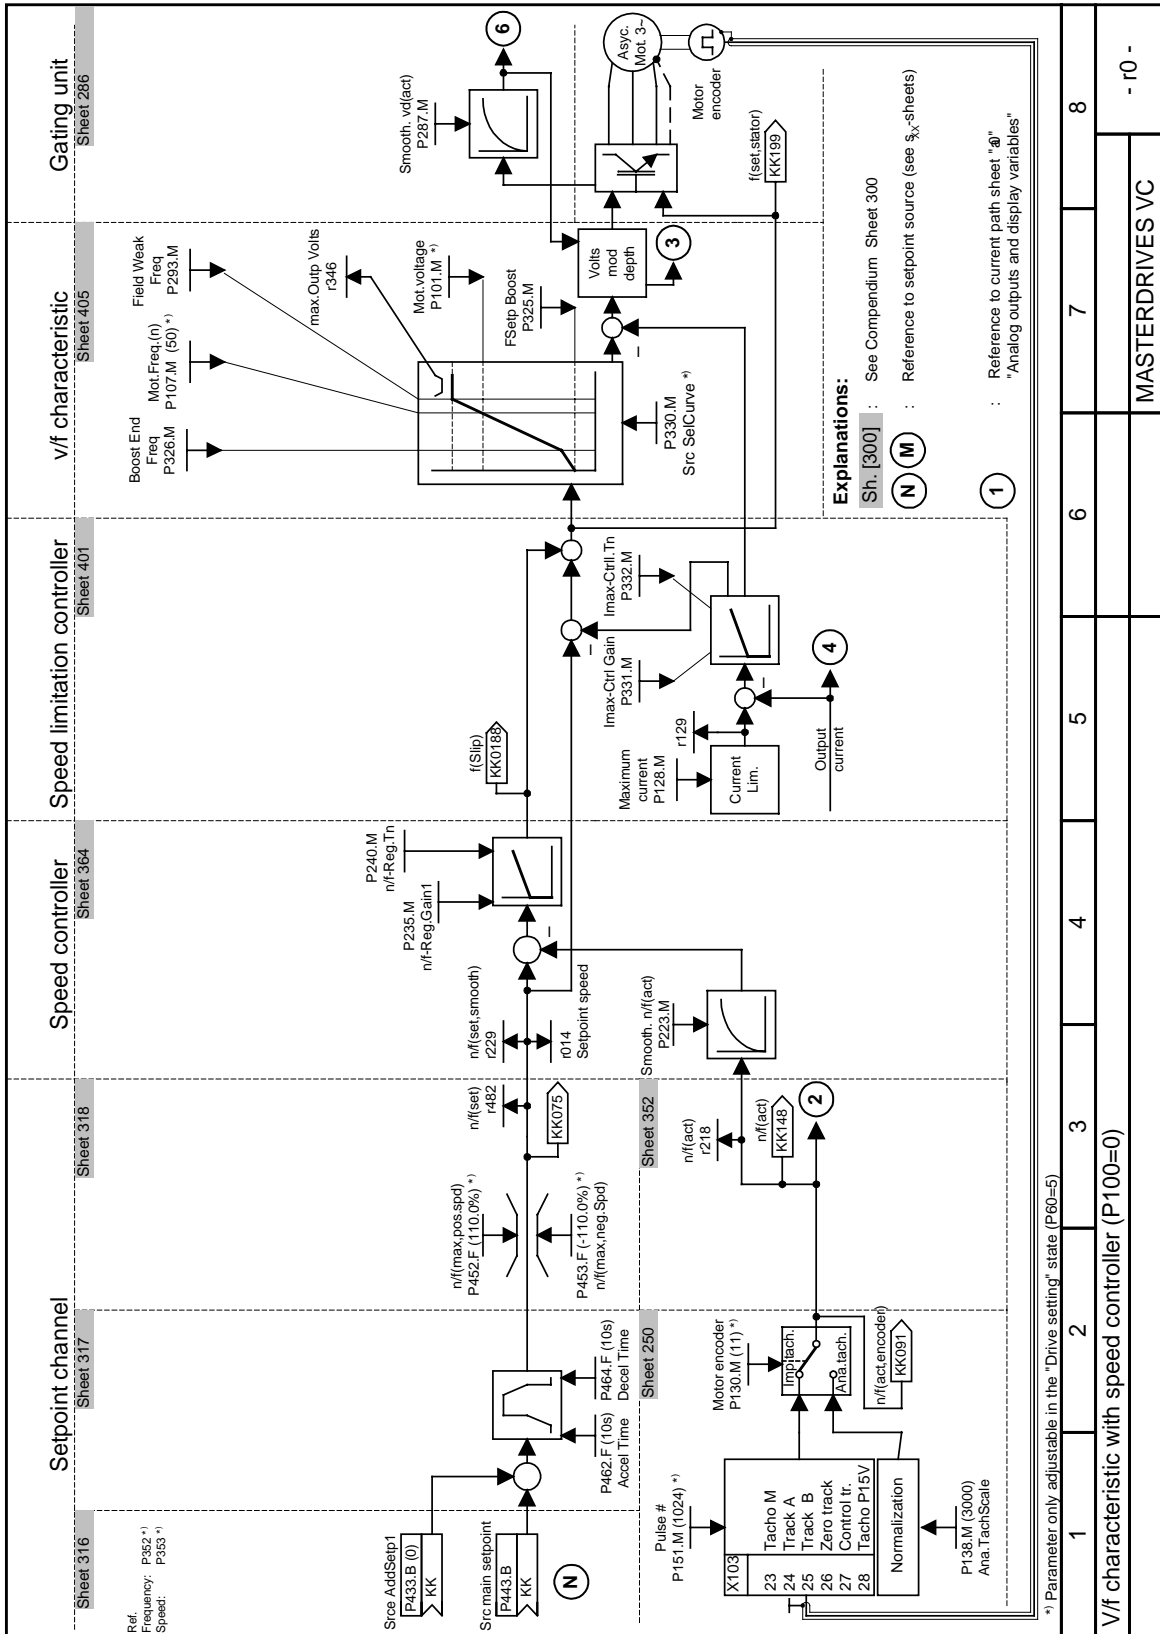 Setpoint channel
Speed controller
Speed limitation controller
v/f characteristic
Gating unit
Sheet 316
Sheet 317
Sheet 318
Sheet 364
Sheet 401
Sheet 405
Sheet 286
Ref.
Frequency: P352 *)
Speed: P353 *)
Srce AddSetp1
P433.B (0)
KK
Src main setpoint
P443.B
KK
N
P462.F (10s)
Accel Time
P464.F (10s)
Decel Time
n/f(max,pos.spd)
P452.F (110.0%) *)
P453.F (-110.0%) *)
n/f(max,neg.Spd)
n/f(set)
r482
KK075
n/f(set,smooth)
r229
r014
Setpoint speed
P235.M
n/f-Reg.Gain1
P240.M
n/f-Reg.Tn
–
f(Slip)
KK0188
–
Maximum
current
P128.M
r129
Current
Lim.
–
Imax-Ctrl Gain
P331.M
Imax-Ctrll.Tn
P332.M
Output
current
4
Boost End
Freq
P326.M
Mot.Freq.(n)
P107.M (50) *)
Field Weak
Freq
P293.M
max.Outp Volts
r346
Mot.voltage
P101.M *)
FSetp Boost
P325.M
P330.M
Src SelCurve *)
–
Volts
mod
depth
3
Smooth. vd(act)
P287.M
6
Asyc.
Mot. 3~
Motor
encoder
f(set,stator)
KK199
Sheet 250
Sheet 352
Pulse #
P151.M (1024) *)
X103
23 Tacho M
24 Track A
25 Track B
26 Zero track
27 Control tr.
28 Tacho P15V
Normalization
P138.M (3000)
Ana.TachScale
Motor encoder
P130.M (11) *)
Imp.tach.
Ana.tach.
n/f(act,encoder)
KK091
n/f(act)
r218
n/f(act)
KK148
2
Smooth. n/f(act)
P223.M
Explanations:
Sh. [300] : See Compendium Sheet 300
N M : Reference to setpoint source (see s xx-sheets)
1 : Reference to current path sheet "a0"
"Analog outputs and display variables"
*) Parameter only adjustable in the "Drive setting" state (P60=5)
1 2 3 4 5 6 7 8
V/f characteristic with speed controller (P100=0)
MASTERDRIVES VC
- r0 -